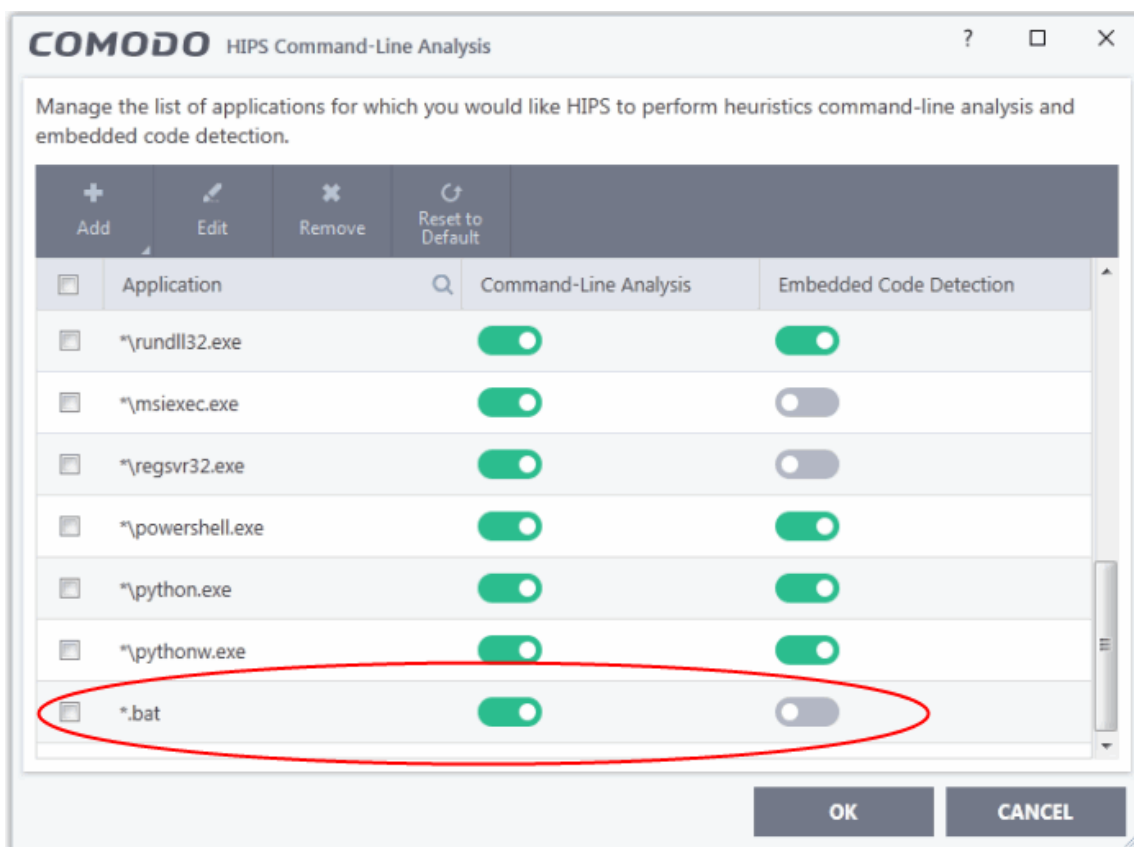 COMODO HIPS Command-Line Analysis
?
Manage the list of applications for which you would like HIPS to perform heuristics command-line analysis and
embedded code detection.
Add
Edit
Remove
Reset to
Default
Application
Command-Line Analysis
Embedded Code Detection
*\rundll32.exe
*\msiexec.exe
*\regsvr32.exe
*\powershell.exe
*\python.exe
*\pythonw.exe
*.bat
OK
CANCEL